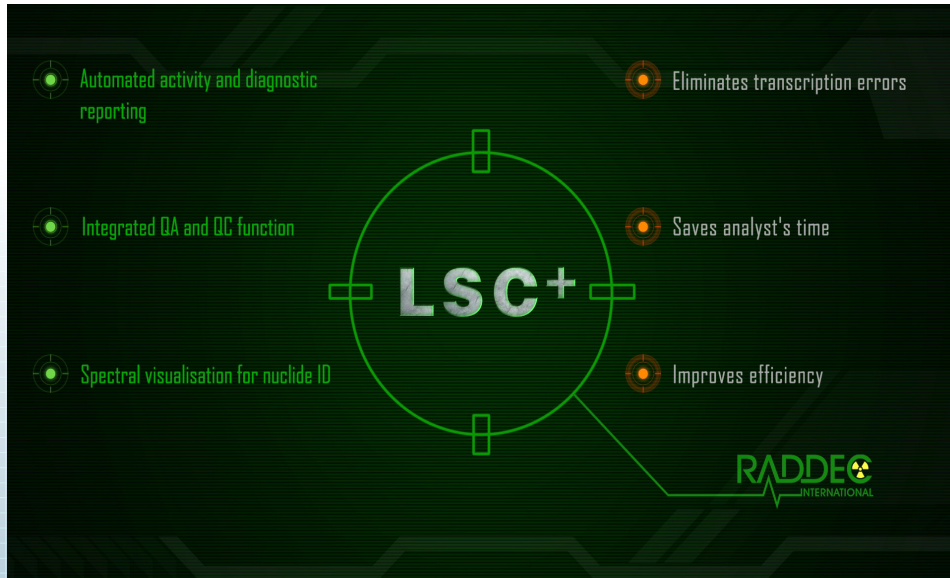 Automated activity and diagnostic
reporting
Integrated QA and QC function
Spectral visualisation for nuclide ID
LSC+
Eliminates transcription errors
Saves analyst's time
Improves efficiency
RADDEC
INTERNATIONAL